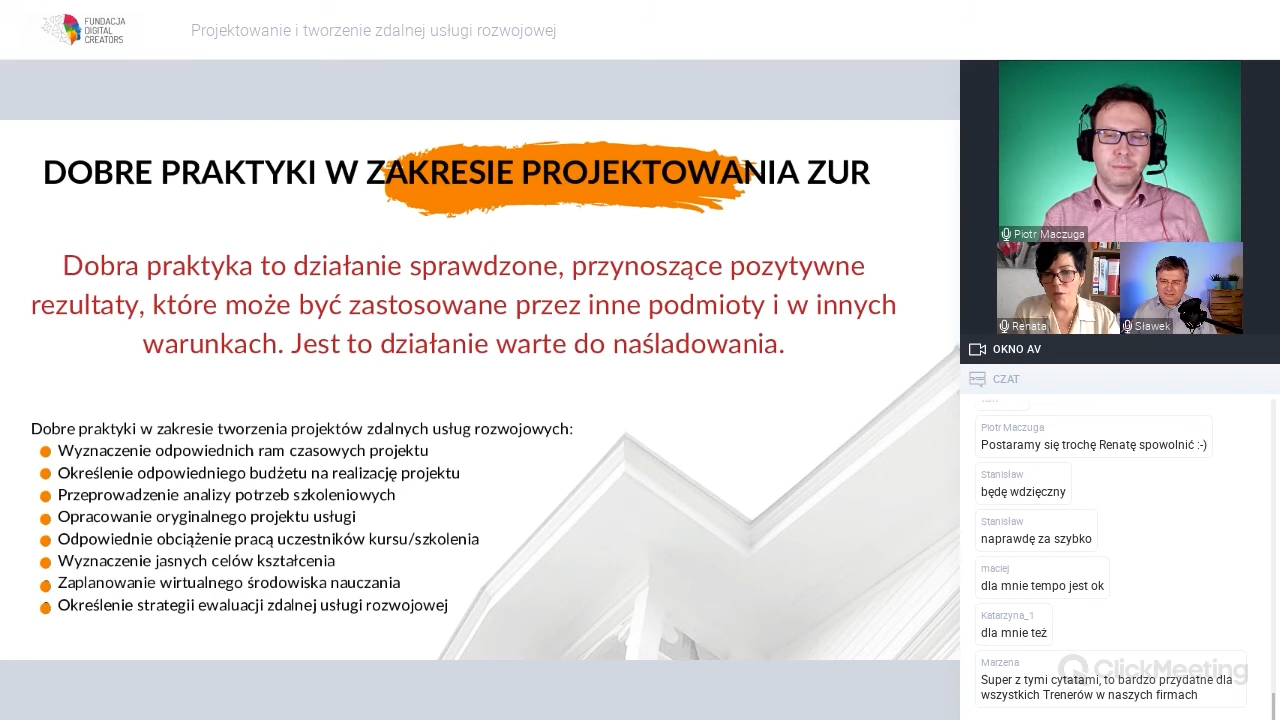 FUNDACJA
DIGITAL
CREATORS
Projektowanie i tworzenie zdalnej usługi rozwojowej
DOBRE PRAKTYKI W ZAKRESIE PROJEKTOWANIA ZUR
Dobra praktyka to działanie sprawdzone, przynoszące pozytywne
rezultaty, które może być zastosowane przez inne podmioty i w innych
warunkach. Jest to działanie warte do naśladowania.
Dobre praktyki w zakresie tworzenia projektów zdalnych usług rozwojowych:
Wyznaczenie odpowiednich ram czasowych projektu
Określenie odpowiedniego budżetu na realizację projektu
Przeprowadzenie analizy potrzeb szkoleniowych
Opracowanie oryginalnego projektu usługi
Odpowiednie obciążenie pracą uczestników kursu/szkolenia
Wyznaczenie jasnych celów kształcenia
Zaplanowanie wirtualnego środowiska nauczania
Określenie strategii ewaluacji zdalnej usługi rozwojowej
Piotr Maczuga
Renata
Sławek
OKNO AV
CZAT
Piotr Maczuga
Postaramy się trochę Renatę spowolnić :-)
Stanisław
będę wdzięczny
Stanisław
naprawdę za szybko
maciej
dla mnie tempo jest ok
Katarzyna_1
dla mnie też
Marzena
Super z tymi cytatami, to bardzo przydatne dla
wszystkich Trenerów w naszych firmach
ClickMeeting